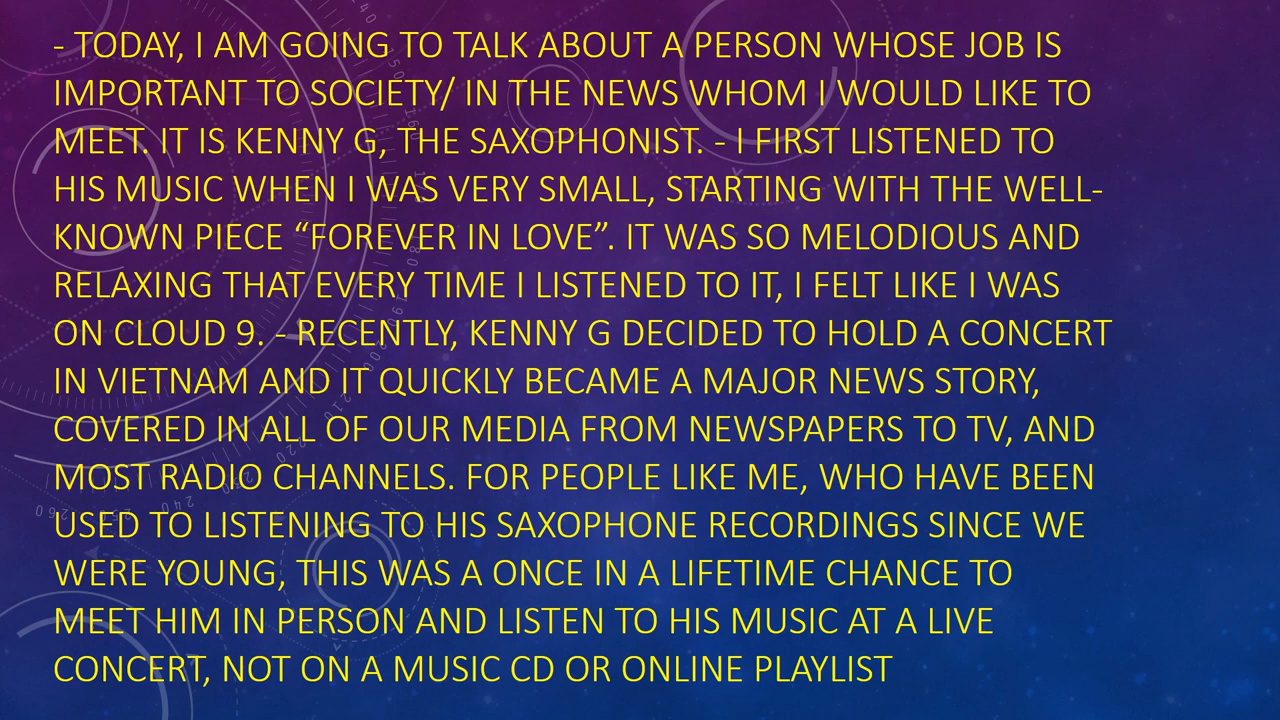 - TODAY, I AM GOING TO TALK ABOUT A PERSON WHOSE JOB IS
IMPORTANT TO SOCIETY/ IN THE NEWS WHOM I WOULD LIKE TO
MEET. IT IS KENNY G, THE SAXOPHONIST. - I FIRST LISTENED TO
HIS MUSIC WHEN I WAS VERY SMALL, STARTING WITH THE WELL-
KNOWN PIECE “FOREVER IN LOVE”. IT WAS SO MELODIOUS AND
RELAXING THAT EVERY TIME I LISTENED TO IT, I FELT LIKE I WAS
ON CLOUD 9. - RECENTLY, KENNY G DECIDED TO HOLD A CONCERT
IN VIETNAM AND IT QUICKLY BECAME A MAJOR NEWS STORY,
COVERED IN ALL OF OUR MEDIA FROM NEWSPAPERS TO TV, AND
MOST RADIO CHANNELS. FOR PEOPLE LIKE ME, WHO HAVE BEEN
USED TO LISTENING TO HIS SAXOPHONE RECORDINGS SINCE WE
WERE YOUNG, THIS WAS A ONCE IN A LIFETIME CHANCE TO
MEET HIM IN PERSON AND LISTEN TO HIS MUSIC AT A LIVE
CONCERT, NOT ON A MUSIC CD OR ONLINE PLAYLIST